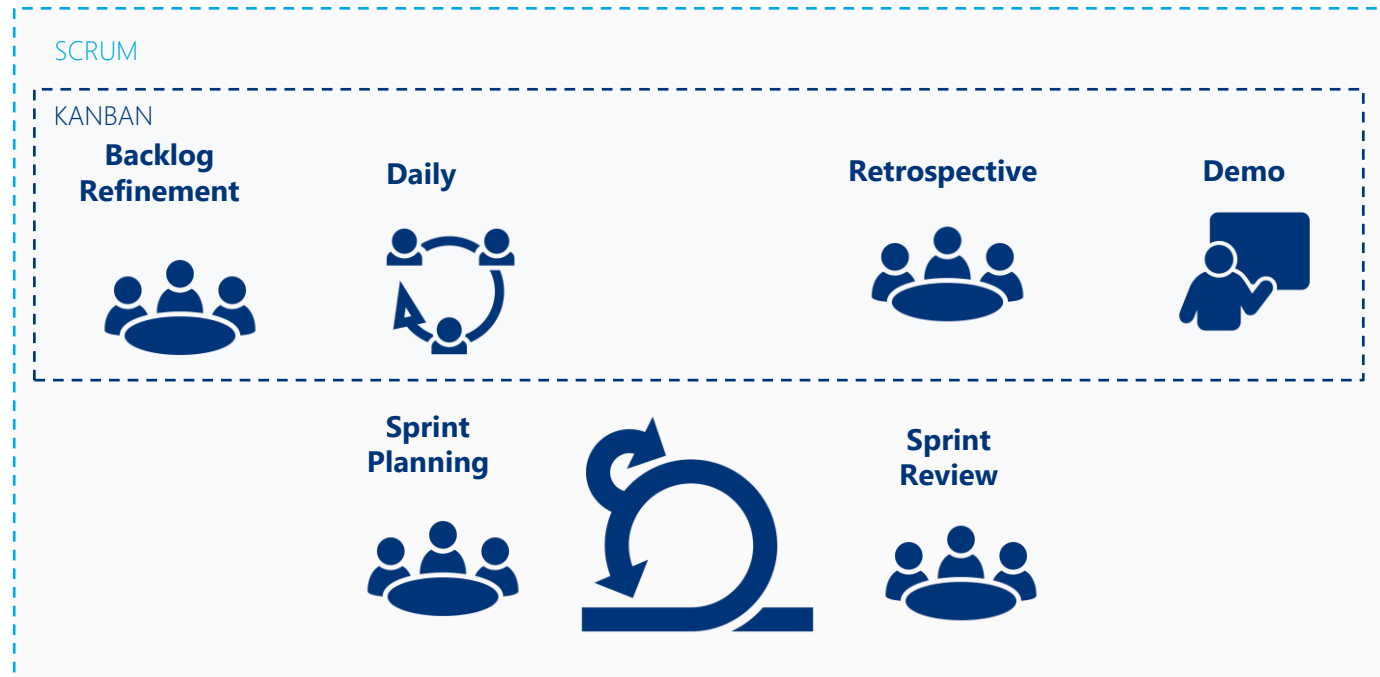 SCRUM
KANBAN
Backlog
Refinement
Daily
Retrospective
Demo
Sprint
Planning
Sprint
Review